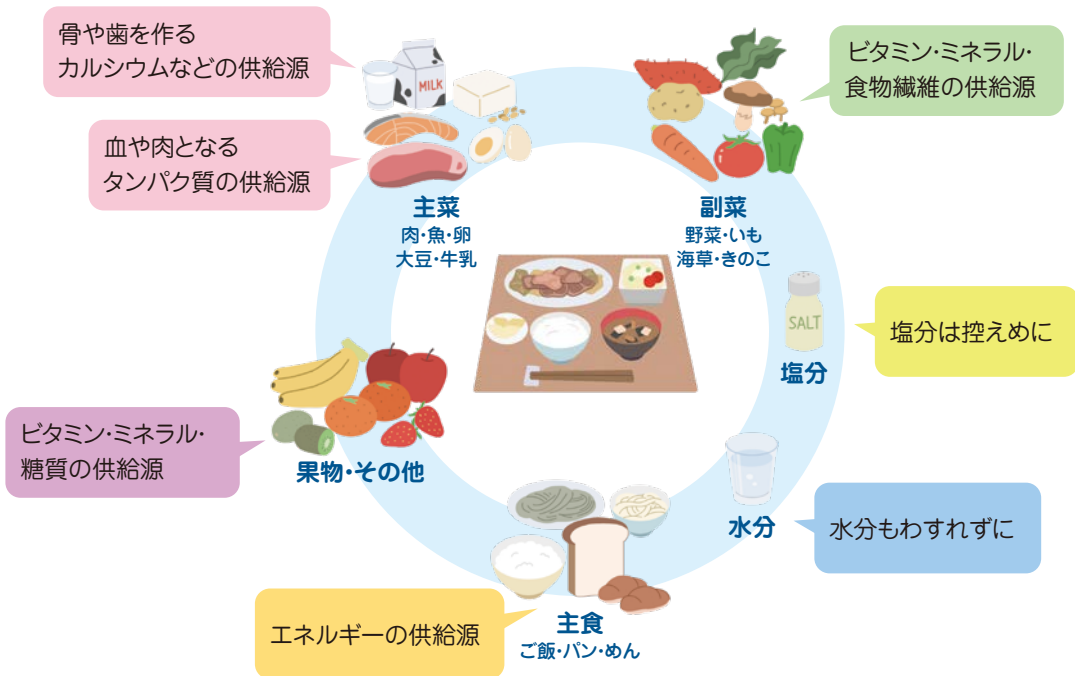 骨や歯を作る
カルシウムなどの供給源
MILK
血や肉となる
タンパク質の供給源
主菜
肉・魚・卵
大豆・牛乳
ビタミン・ミネラル・
食物繊維の供給源
副菜
野菜・いも
海草・きのこ
SALT
塩分
塩分は控えめに
水分
水分もわすれずに
主食
ご飯・パン・めん
エネルギーの供給源
果物・その他
ビタミン・ミネラル・
糖質の供給源